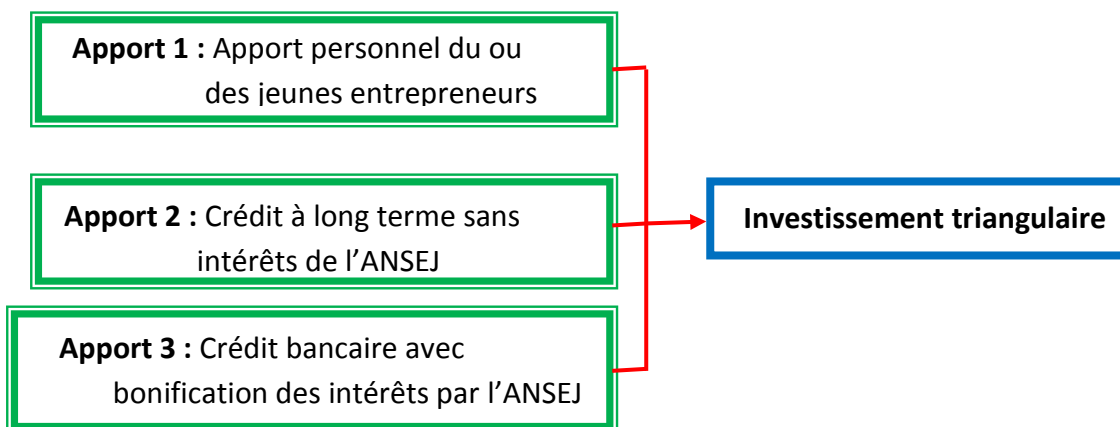 Apport 1 : Apport personnel du ou
des jeunes entrepreneurs
Apport 2 : Crédit à long terme sans
intérêts de l’ANSEJ
Investissement triangulaire
Apport 3 : Crédit bancaire avec
bonification des intérêts par l’ANSEJ